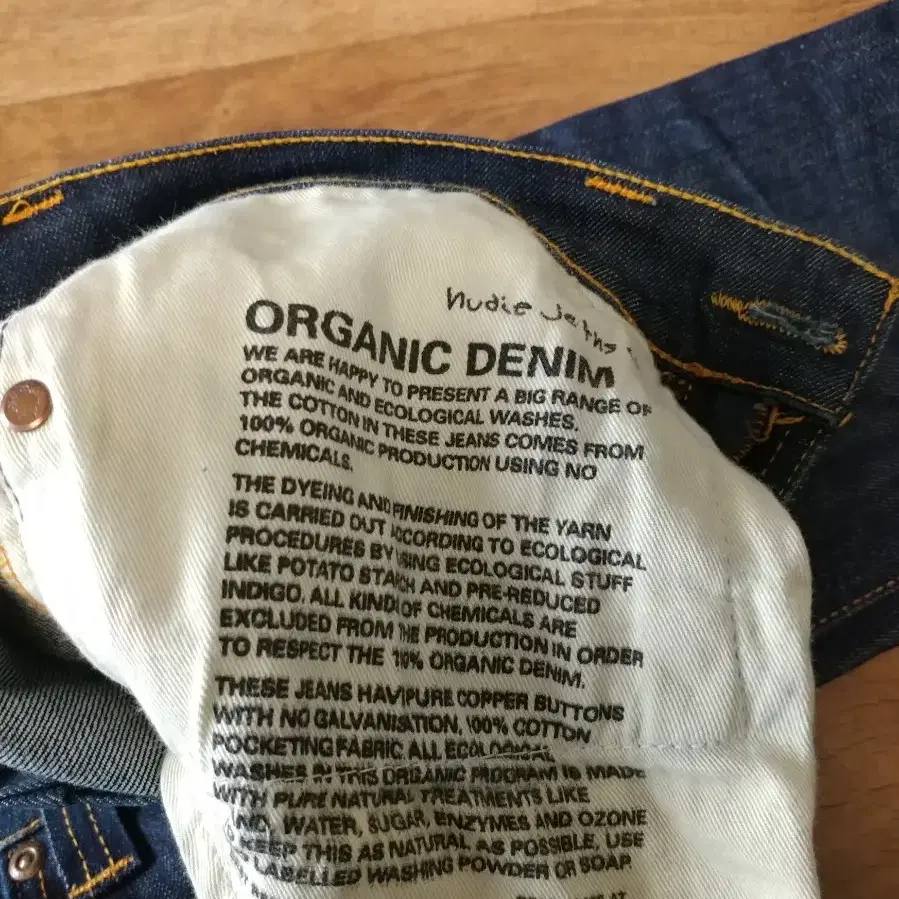 Nudie Jeans
ORGANIC DENIM
WE ARE HAPPY TO PRESENT A BIG RANGE OF
ORGANIC AND ECOLOGICAL WASHES.
THE COTTON IN THESE JEANS COMES FROM
100% ORGANIC PRODUCTION USING NO
CHEMICALS.
THE DYEING AND FINISHING OF THE YARN
IS CARRIED OUT ACCORDING TO ECOLOGICAL
PROCEDURES BY USING ECOLOGICAL STUFF
LIKE POTATO STARCH AND PRE-REDUCED
INDIGO. ALL KIND OF CHEMICALS ARE
EXCLUDED FROM THE PRODUCTION IN ORDER
TO RESPECT THE 10% ORGANIC DENIM.
THESE JEANS HAVE PURE COPPER BUTTONS
WITH NO GALVANISATION, 100% COTTON
POCKETING FABRIC. ALL ECOLOGICAL
WASHES IN THIS ORGANIC PROGRAM IS MADE
WITH PURE NATURAL TREATMENTS LIKE
WATER, SUGAR, ENZYMES AND OZONE
KEEP THIS AS NATURAL AS POSSIBLE, USE
LABELLED WASHING POWDER OR SOAP